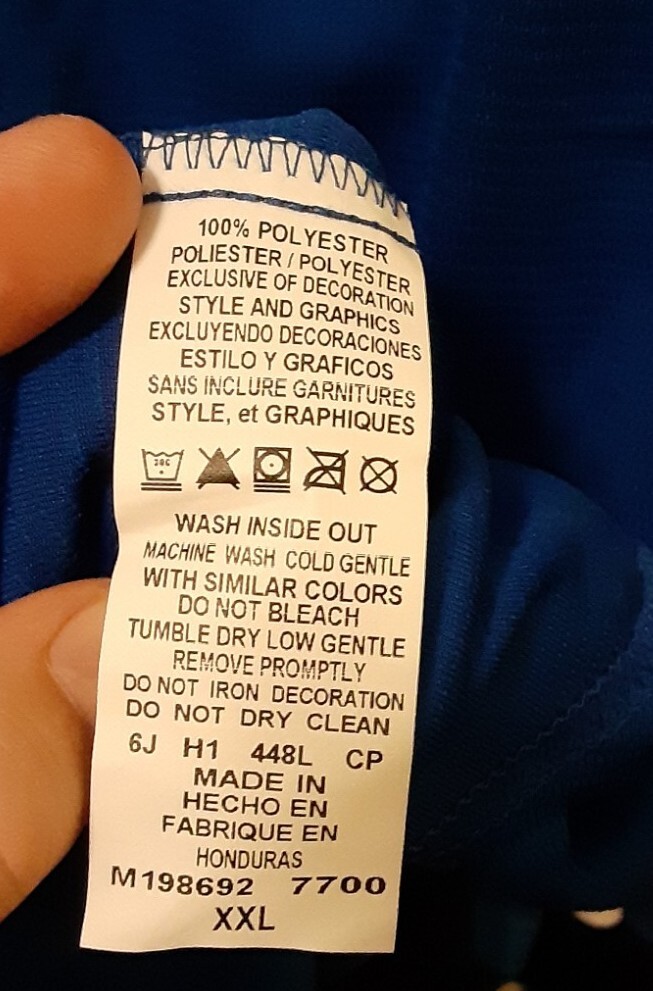 100% POLYESTER
POLIESTER / POLYESTER
EXCLUSIVE OF DECORATION
STYLE AND GRAPHICS
EXCLUYENDO DECORACIONES
ESTILO Y GRAFICOS
SANS INCLURE GARNITURES
STYLE, et GRAPHIQUES
30C
WASH INSIDE OUT
MACHINE WASH COLD GENTLE
WITH SIMILAR COLORS
DO NOT BLEACH
TUMBLE DRY LOW GENTLE
REMOVE PROMPTLY
DO NOT IRON DECORATION
DO NOT DRY CLEAN
6J H1 448L CP
MADE IN
HECHO EN
FABRIQUE EN
HONDURAS
M198692 7700
XXL